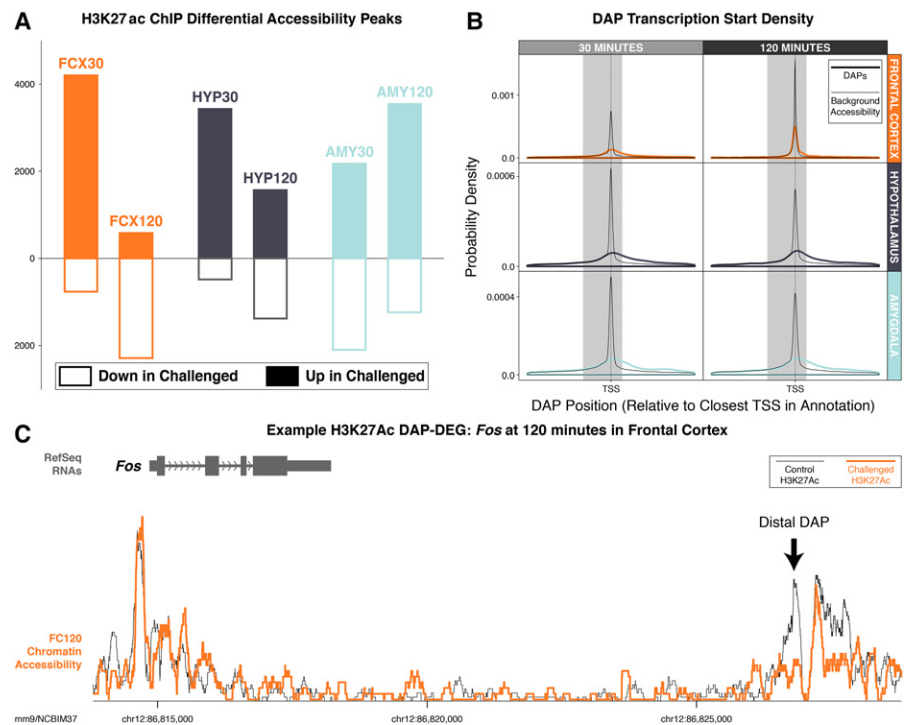 A
H3K27ac ChIP Differential Accessibility Peaks
4000
2000
0
2000
FCX30
FCX120
HYP30
HYP120
AMY30
AMY120
Down in Challenged
Up in Challenged
B
DAP Transcription Start Density
30 MINUTES
120 MINUTES
DAPs
Background
Accessibility
FRONTAL CORTEX
HYPOTHALAMUS
AMYGDALA
Probability Density
0.001
0.0
0.0006
0.0
0.0004
0.0
TSS
TSS
DAP Position (Relative to Closest TSS in Annotation)
C
Example H3K27Ac DAP-DEG: Fos at 120 minutes in Frontal Cortex
RefSeq
RNAs
Fos
Control
H3K27Ac
Challenged
H3K27Ac
Distal DAP
FC120
Chromatin
Accessibility
mm9/NCBIM37
chr12:86,815,000
chr12:86,820,000
chr12:86,825,000